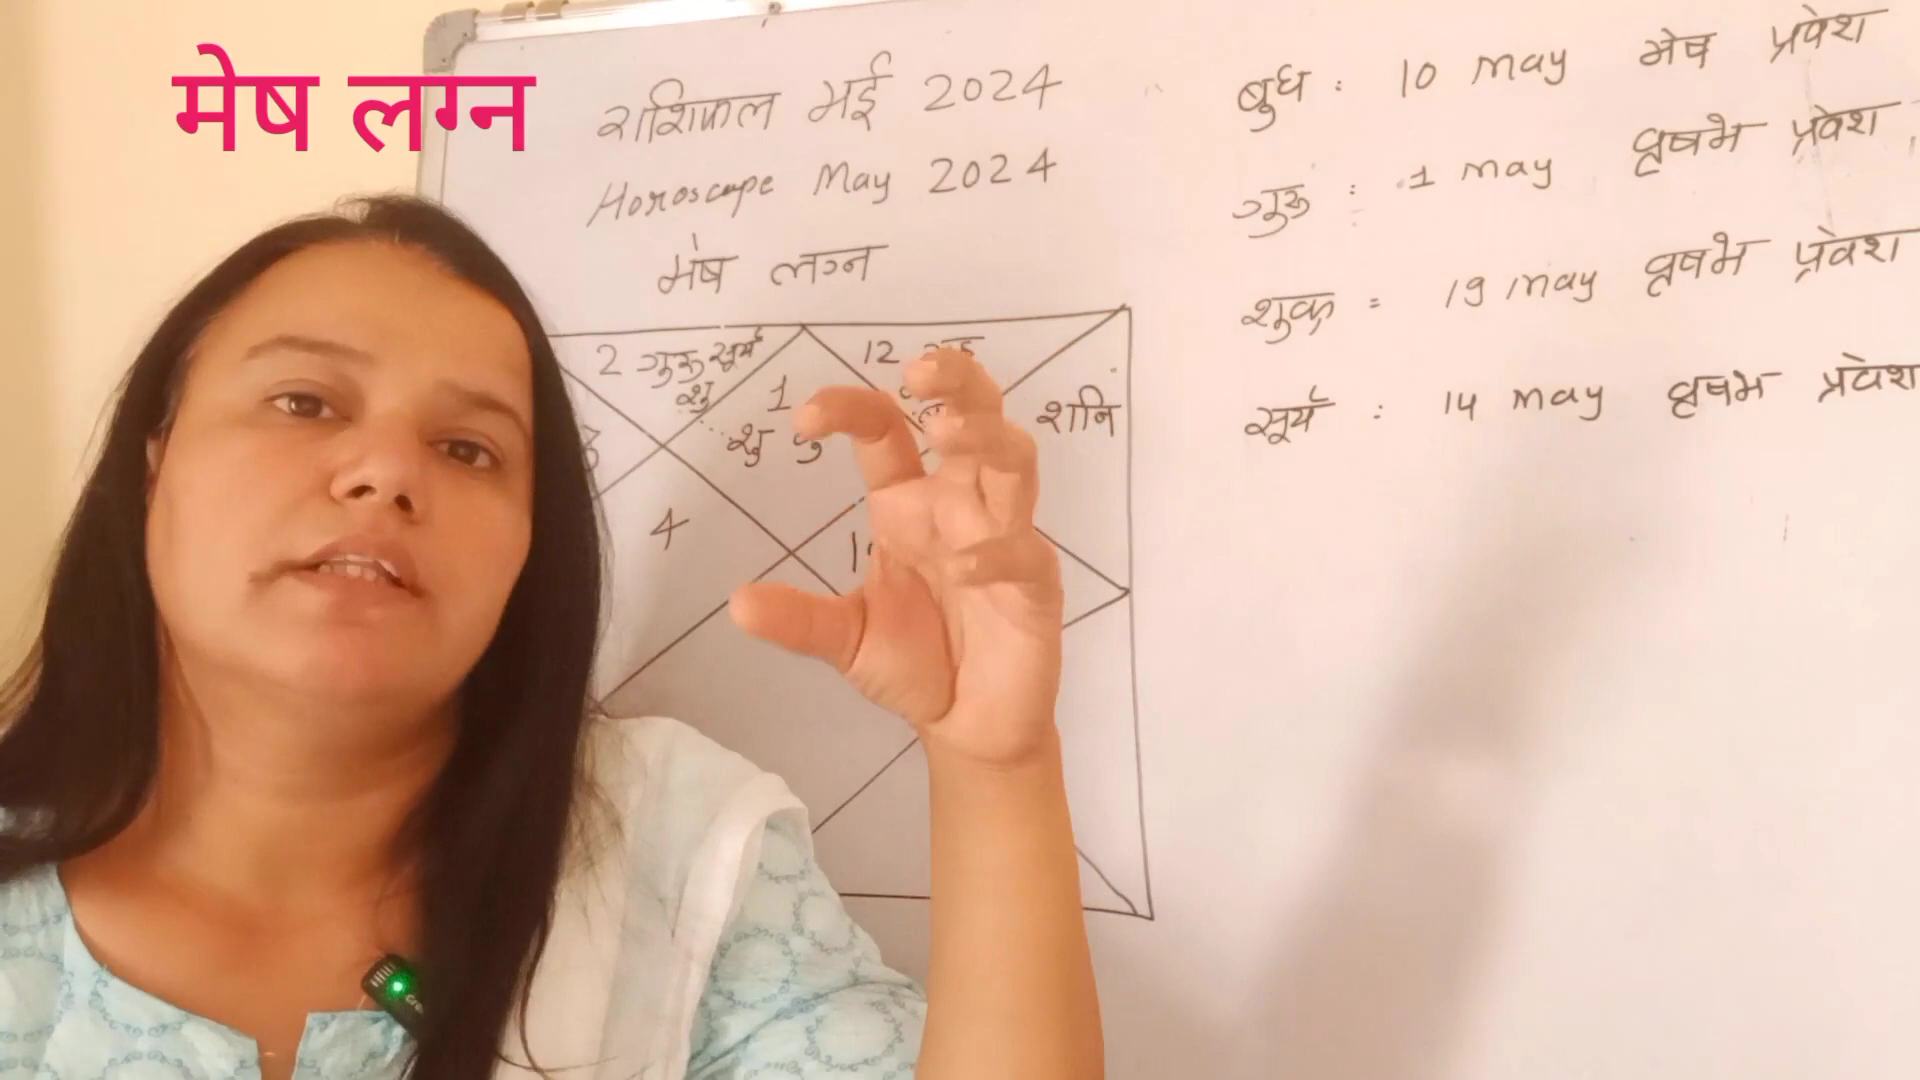 मेष लग्न
राशिफल मई 2024
Horoscope May 2024
मेष लग्न
बुध : 10 May मेष प्रवेश
गुरु : 1 May वृषभ प्रवेश
शुक्र = 19 May वृषभ प्रवेश
सूर्य : 14 May वृषभ प्रवेश
2 गुरु सूर्य
शु
12
1
शु
शनि
3
4